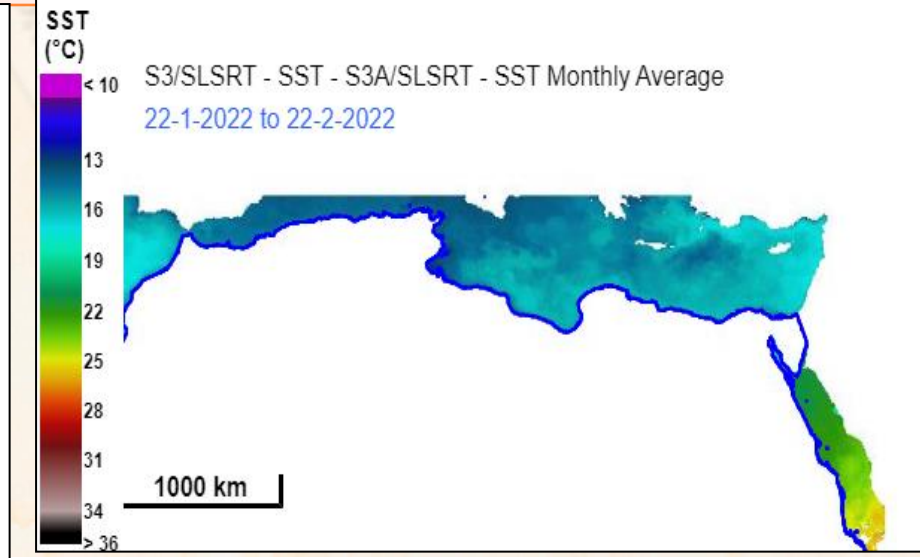 SST
(°C)
S3/SLSRT - SST - S3A/SLSRT - SST Monthly Average
22-1-2022 to 22-2-2022
< 10
13
16
19
22
25
28
31
34
> 36
1000 km